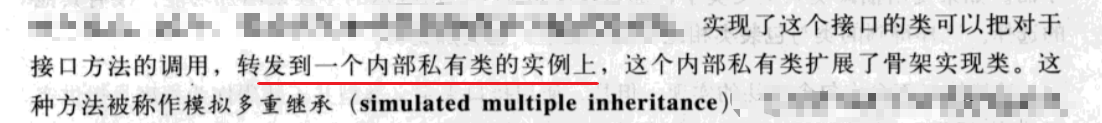 实现了这个接口的类可以把对于
接口方法的调用，转发到一个内部私有类的实例上，这个内部私有类扩展了骨架实现类。这
种方法被称作模拟多重继承（simulated multiple inheritance）、